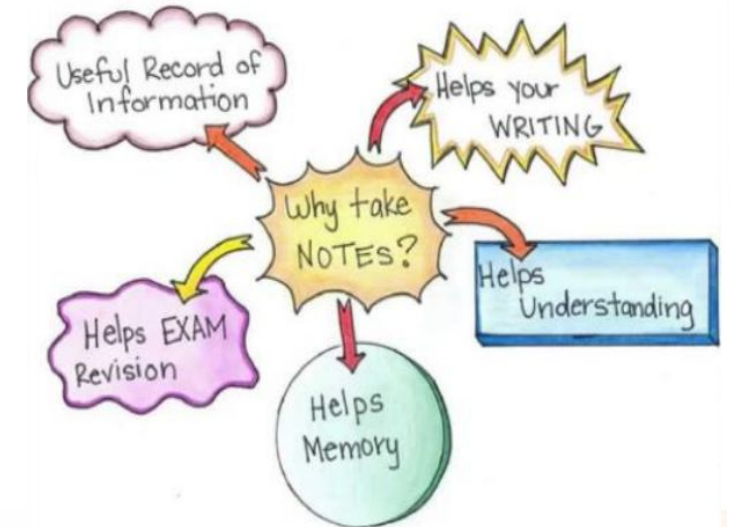 Why take
NOTES?
Useful Record of
Information
Helps your
WRITING
Helps
Understanding
Helps
Memory
Helps EXAM
Revision